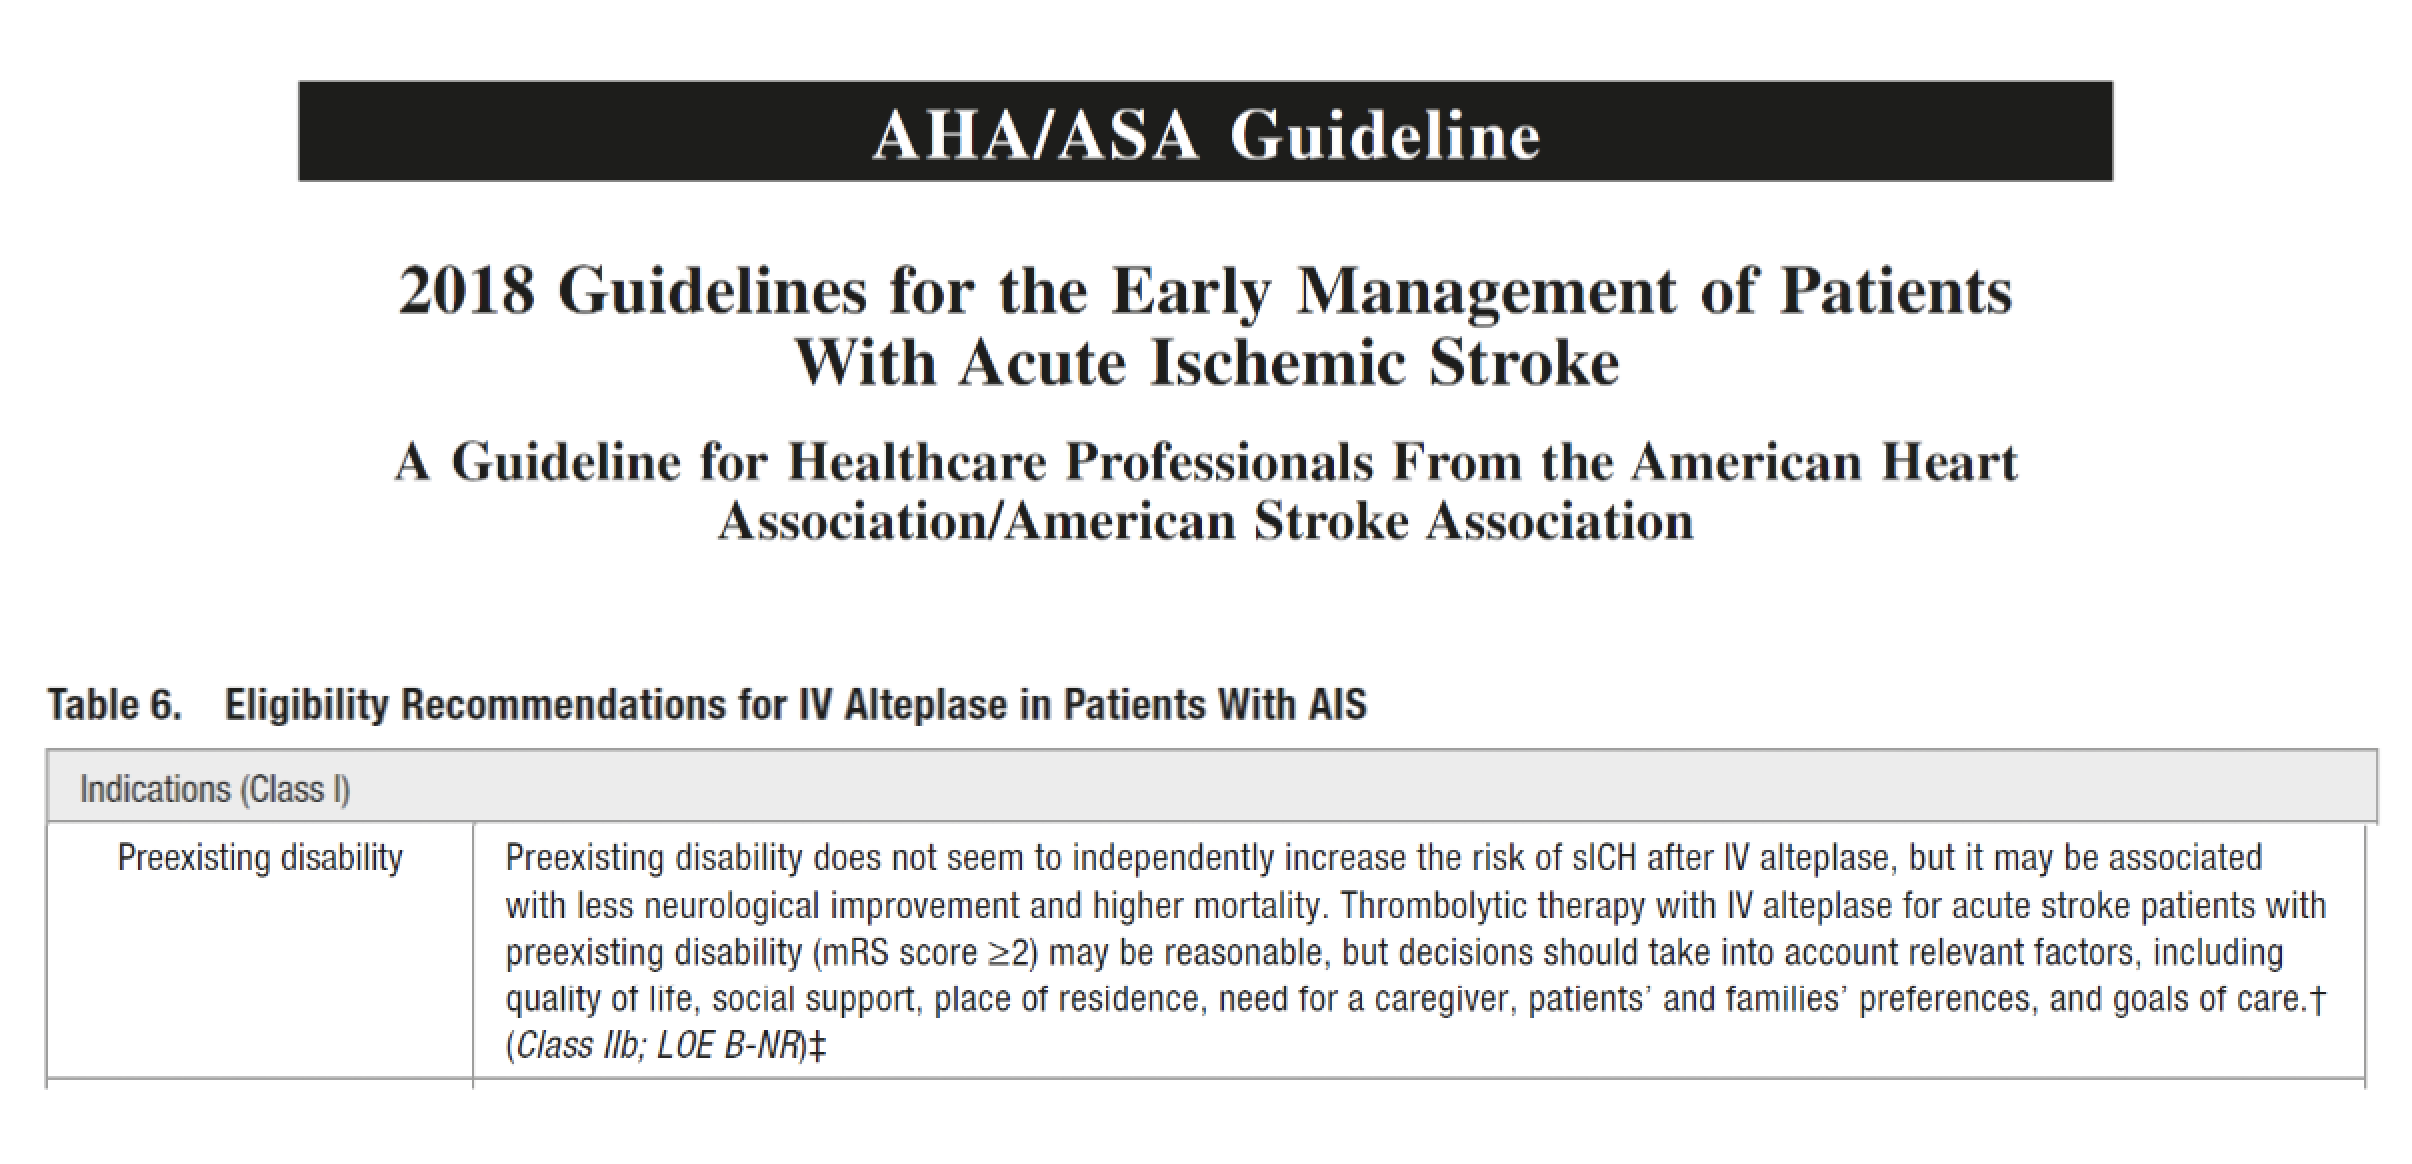 AHA/ASA Guideline
2018 Guidelines for the Early Management of Patients
With Acute Ischemic Stroke
A Guideline for Healthcare Professionals From the American Heart
Association/American Stroke Association
Table 6. Eligibility Recommendations for IV Alteplase in Patients With AIS
Indications (Class I)
Preexisting disability
Preexisting disability does not seem to independently increase the risk of sICH after IV alteplase, but it may be associated
with less neurological improvement and higher mortality. Thrombolytic therapy with IV alteplase for acute stroke patients with
preexisting disability (mRS score ≥2) may be reasonable, but decisions should take into account relevant factors, including
quality of life, social support, place of residence, need for a caregiver, patients’ and families’ preferences, and goals of care.†
(Class IIb; LOE B-NR)‡